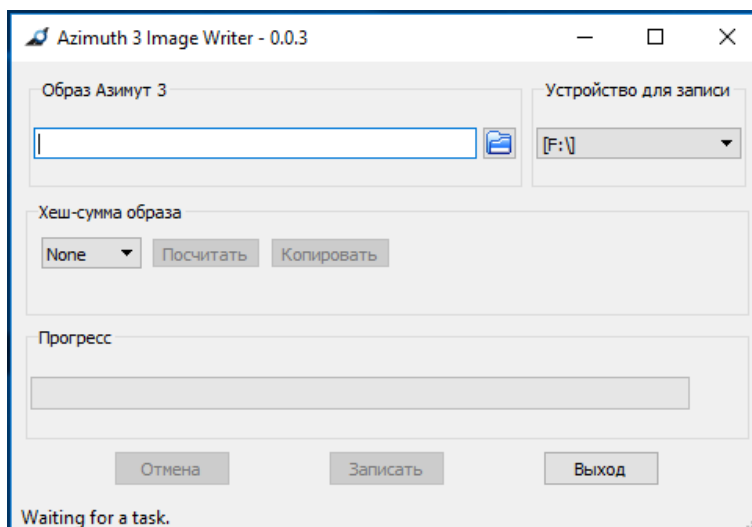 Azimuth 3 Image Writer - 0.0.3
Образ Азимут 3
Устройство для записи
[F:\]
Хеш-сумма образа
None Посчитать Копировать
Прогресс
Отмена Записать Выход
Waiting for a task.